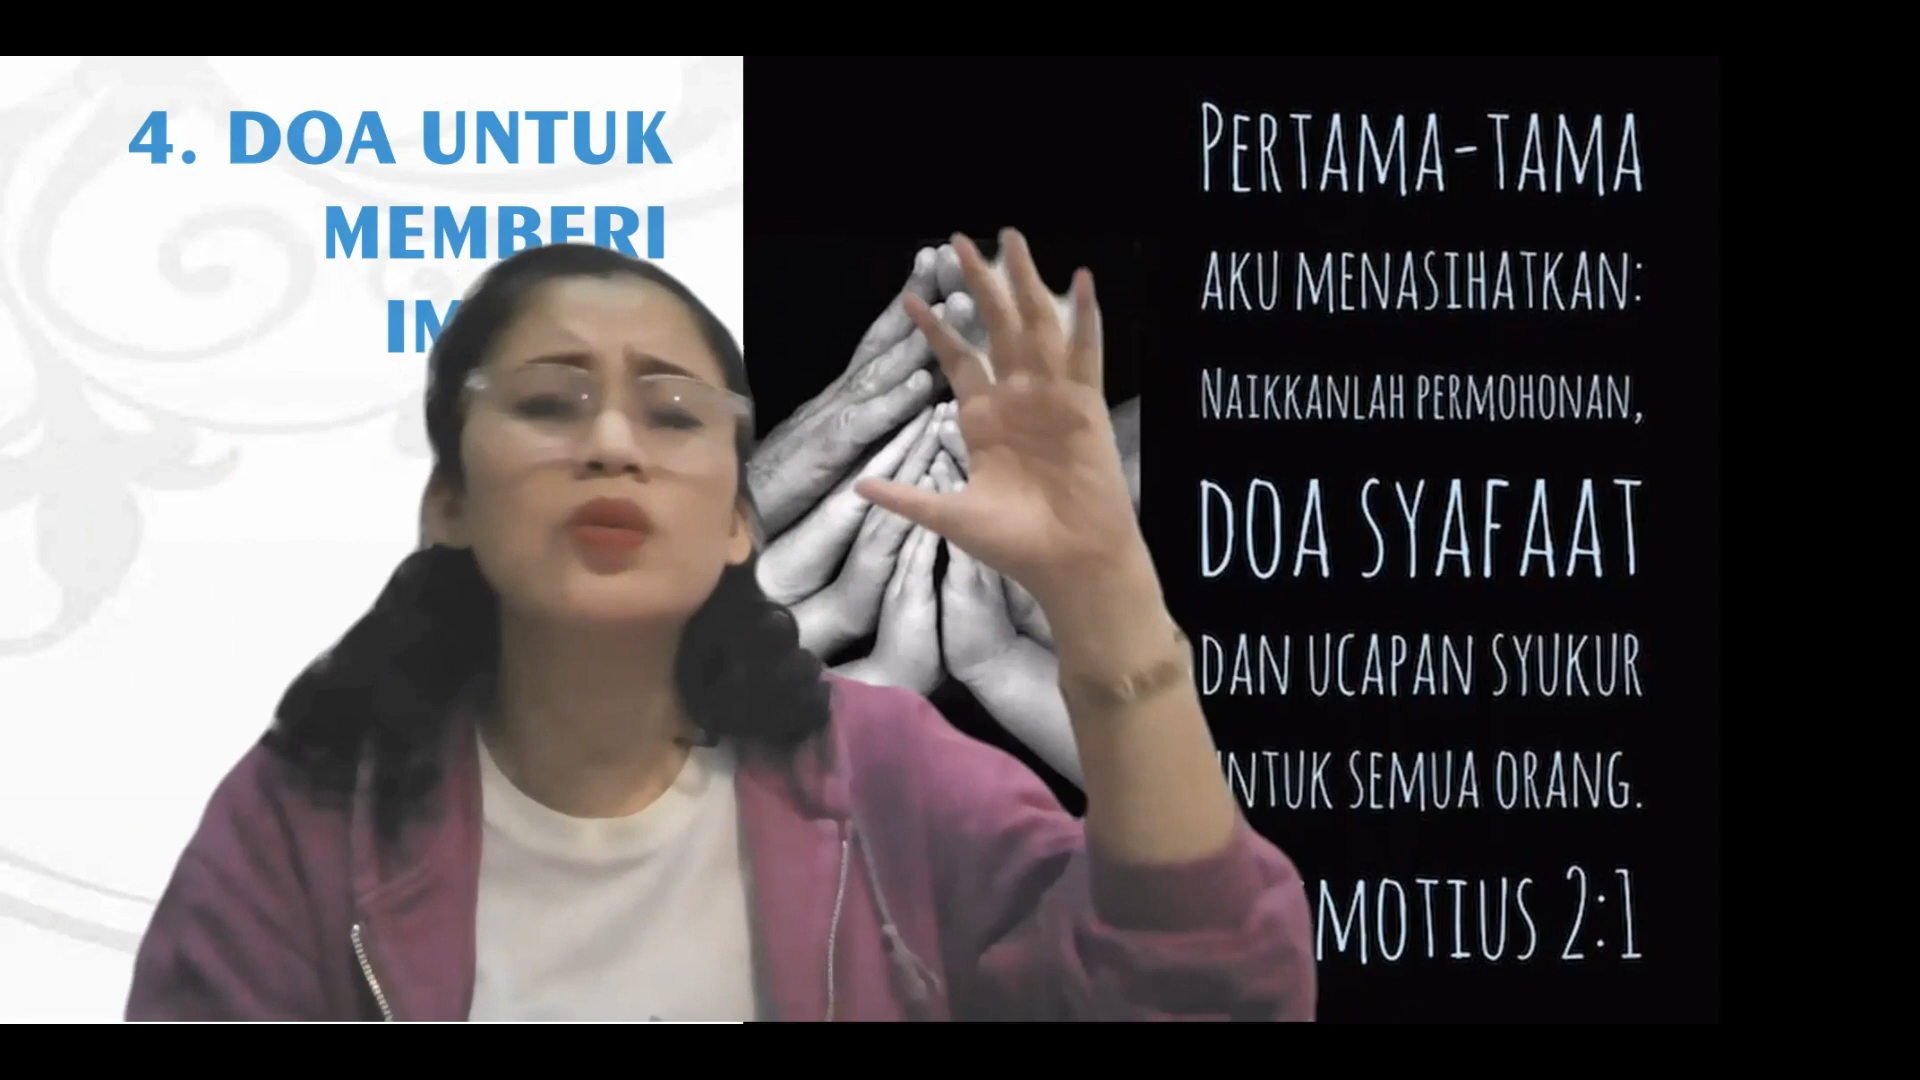 4. DOA UNTUK
MEMBERI
PERTAMA-TAMA
AKU MENASIHATKAN:
NAIKKANLAH PERMOHONAN,
DOA SYAFAAT
DAN UCAPAN SYUKUR
UNTUK SEMUA ORANG.
2:1